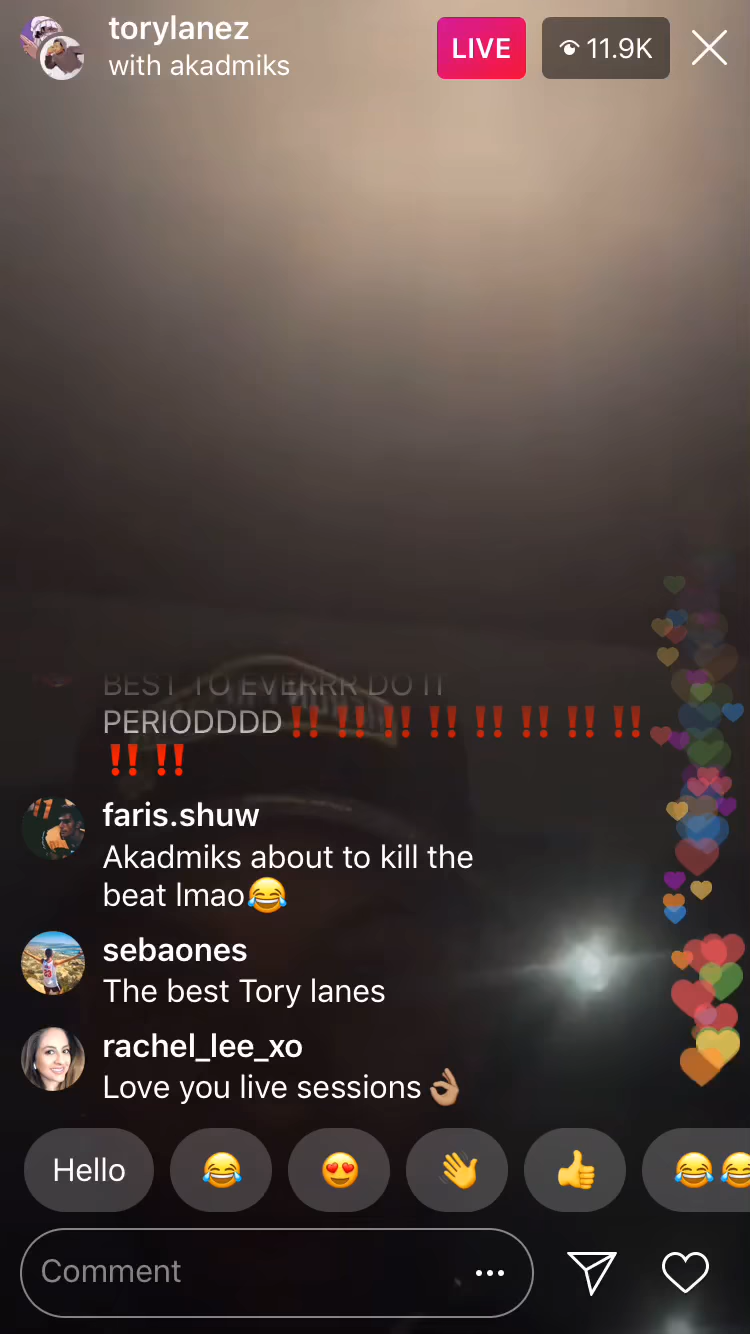 torylanez
with akadmiks
LIVE
11.9K
BEST TO EVERRR DO IT
PERIODDDD‼️‼️‼️‼️‼️‼️‼️‼️
‼️‼️
faris.shuw
Akadmiks about to kill the
beat lmao😂
sebaones
The best Tory lanes
rachel_lee_xo
Love you live sessions👌🏽
Hello
Comment